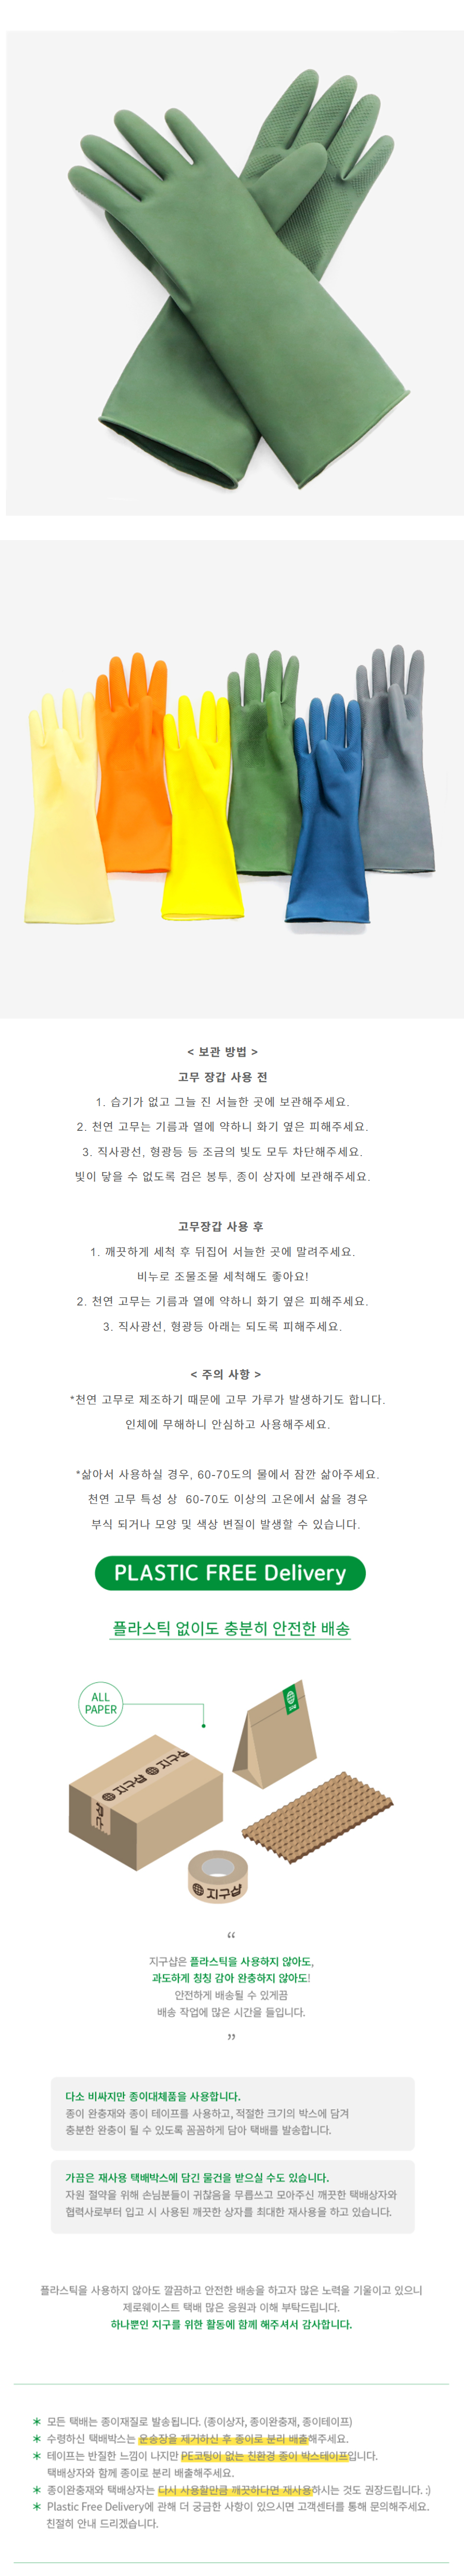 < 보관 방법 >
고무 장갑 사용 전
1. 습기가 없고 그늘 진 서늘한 곳에 보관해주세요.
2. 천연 고무는 기름과 열에 약하니 화기 옆은 피해주세요.
3. 직사광선, 형광등 등 조금의 빛도 모두 차단해주세요.
빛이 닿을 수 없도록 검은 봉투, 종이 상자에 보관해주세요.
고무장갑 사용 후
1. 깨끗하게 세척 후 뒤집어 서늘한 곳에 말려주세요.
비누로 조물조물 세척해도 좋아요!
2. 천연 고무는 기름과 열에 약하니 화기 옆은 피해주세요.
3. 직사광선, 형광등 아래는 되도록 피해주세요.
< 주의 사항 >
*천연 고무로 제조하기 때문에 고무 가루가 발생하기도 합니다.
인체에 무해하니 안심하고 사용해주세요.
*삶아서 사용하실 경우, 60-70도의 물에서 잠깐 삶아주세요.
천연 고무 특성 상 60-70도 이상의 고온에서 삶을 경우
부식 되거나 모양 및 색상 변질이 발생할 수 있습니다.
PLASTIC FREE Delivery
플라스틱 없이도 충분히 안전한 배송
ALL
PAPER
지구샵 지구샵
지구샵
“
지구샵은 플라스틱을 사용하지 않아도,
과도하게 칭칭 감아 완충하지 않아도!
안전하게 배송될 수 있게끔
배송 작업에 많은 시간을 들입니다.
”
다소 비싸지만 종이대체품을 사용합니다.
종이 완충재와 종이 테이프를 사용하고, 적절한 크기의 박스에 담겨
충분한 완충이 될 수 있도록 꼼꼼하게 담아 택배를 발송합니다.
가끔은 재사용 택배박스에 담긴 물건을 받으실 수도 있습니다.
자원 절약을 위해 손님분들이 귀찮음을 무릅쓰고 모아주신 깨끗한 택배상자와
협력사로부터 입고 시 사용된 깨끗한 상자를 최대한 재사용을 하고 있습니다.
플라스틱을 사용하지 않아도 깔끔하고 안전한 배송을 하고자 많은 노력을 기울이고 있으니
제로웨이스트 택배 많은 응원과 이해 부탁드립니다.
하나뿐인 지구를 위한 활동에 함께 해주셔서 감사합니다.
* 모든 택배는 종이재질로 발송됩니다. (종이상자, 종이완충재, 종이테이프)
* 수령하신 택배박스는 운송장을 제거하신 후 종이로 분리 배출해주세요.
* 테이프는 반질한 느낌이 나지만 PE코팅이 없는 친환경 종이 박스테이프입니다.
택배상자와 함께 종이로 분리 배출해주세요.
* 종이완충재와 택배상자는 다시 사용할만큼 깨끗하다면 재사용하시는 것도 권장드립니다. :)
* Plastic Free Delivery에 관해 더 궁금한 사항이 있으시면 고객센터를 통해 문의해주세요.
친절히 안내 드리겠습니다.